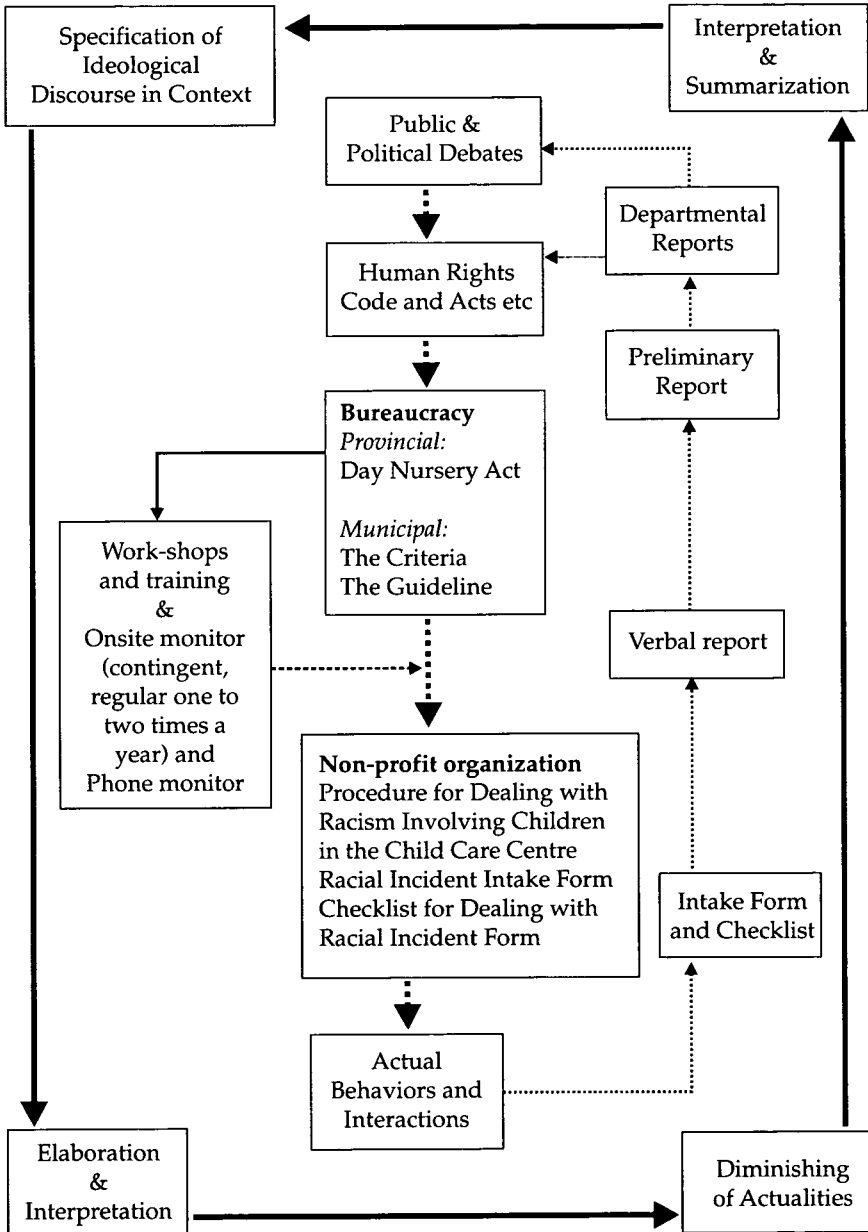 Specification of
Ideological
Discourse in Context
Interpretation
&
Summarization
Public &
Political Debates
Departmental
Reports
Human Rights
Code and Acts etc
Preliminary
Report
Bureaucracy
Provincial:
Day Nursery Act
Municipal:
The Criteria
The Guideline
Work-shops
and training
&
Onsite monitor
(contingent,
regular one to
two times a
year) and
Phone monitor
Verbal report
Non-profit organization
Procedure for Dealing with
Racism Involving Children
in the Child Care Centre
Racial Incident Intake Form
Checklist for Dealing with
Racial Incident Form
Intake Form
and Checklist
Actual
Behaviors and
Interactions
Elaboration
&
Interpretation
Diminishing
of Actualities